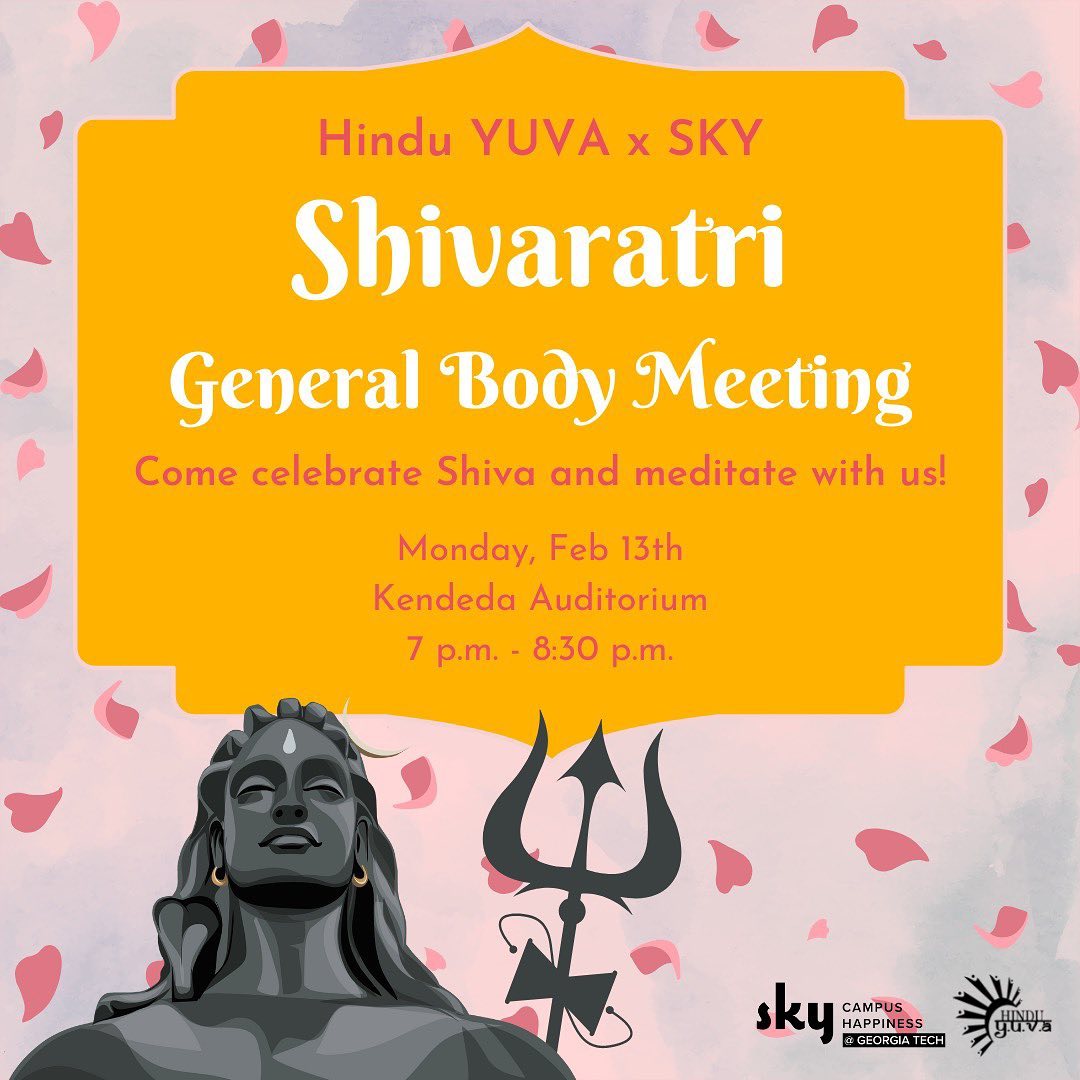 Hindu YUVA x SKY
Shivaratri
General Body Meeting
Come celebrate Shiva and meditate with us!
Monday, Feb 13th
Kendeda Auditorium
7 p.m. - 8:30 p.m.
sky
CAMPUS
HAPPINESS
@ GEORGIA TECH
HINDU
y.u.v.a